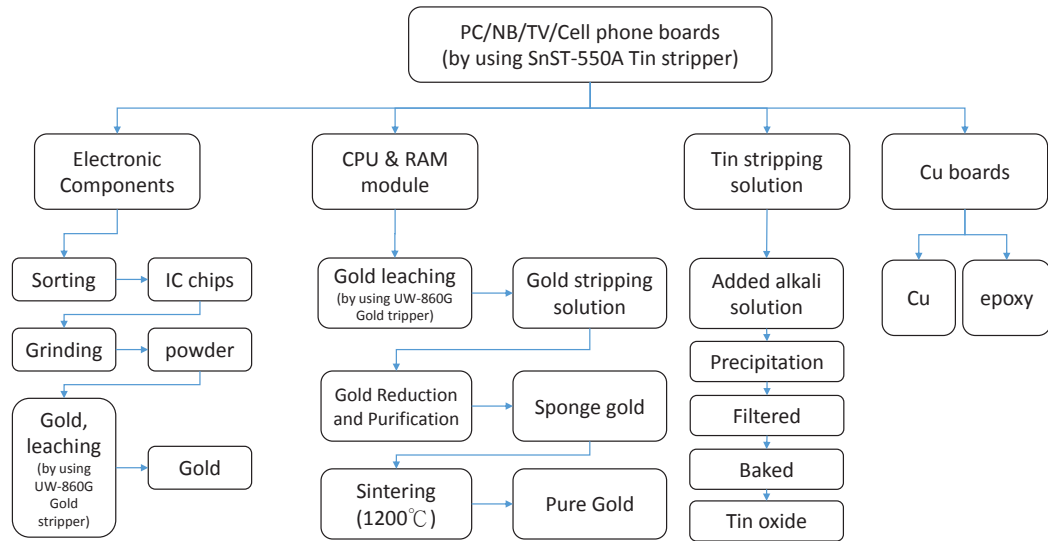 PC/NB/TV/Cell phone boards
(by using SnST-550A Tin stripper)
Electronic
Components
CPU & RAM
module
Tin stripping
solution
Cu boards
Sorting
IC chips
Grinding
powder
Gold,
leaching
(by using
UW-860G
Gold
stripper)
Gold
Gold leaching
(by using UW-860G
Gold tripper)
Gold stripping
solution
Gold Reduction
and Purification
Sponge gold
Sintering
(1200℃)
Pure Gold
Added alkali
solution
Precipitation
Filtered
Baked
Tin oxide
Cu
epoxy